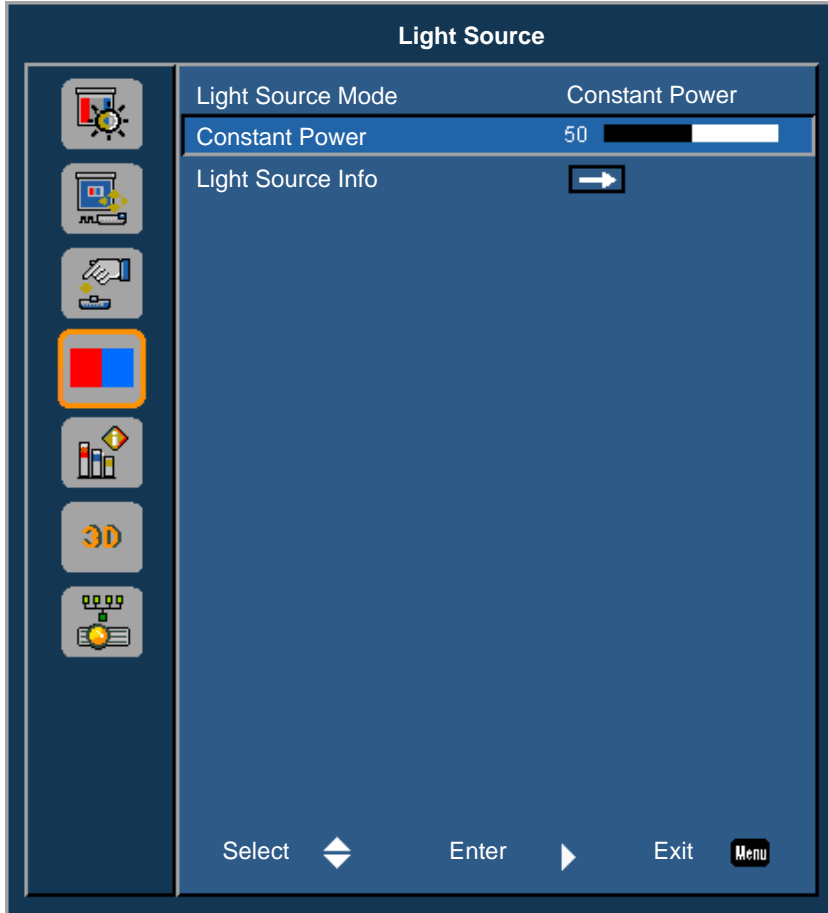 Light Source
Light Source Mode Constant Power
Constant Power 50
Light Source Info
3D
Select Enter Exit Menu